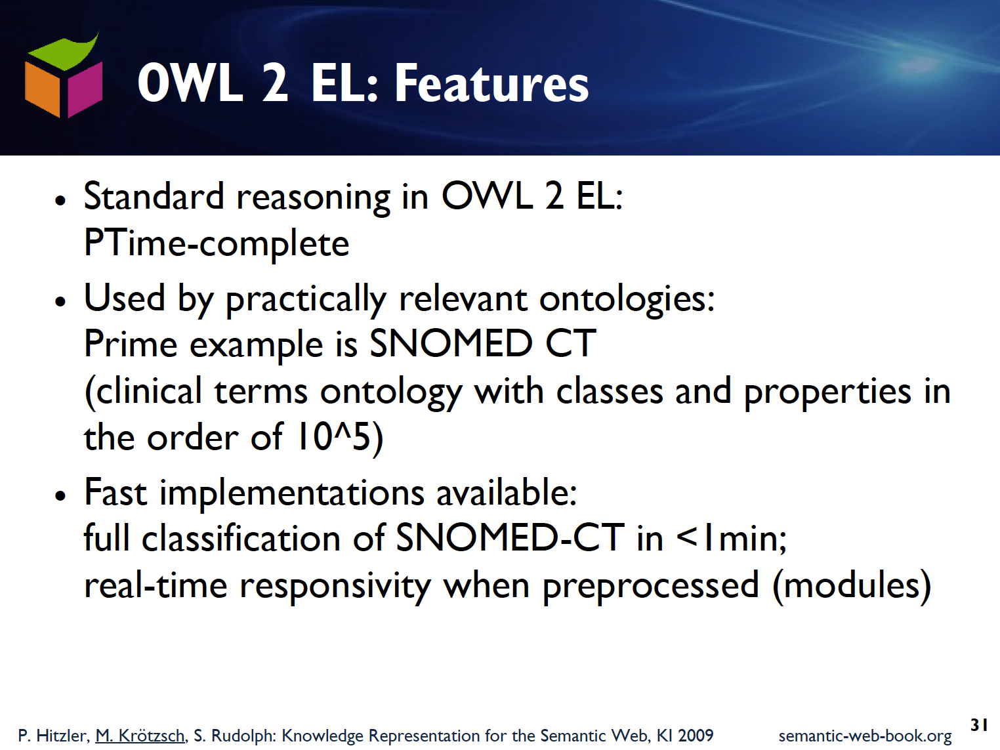 OWL 2 EL: Features
• Standard reasoning in OWL 2 EL:
PTime-complete
• Used by practically relevant ontologies:
Prime example is SNOMED CT
(clinical terms ontology with classes and properties in
the order of 10^5)
• Fast implementations available:
full classification of SNOMED-CT in <1min;
real-time responsivity when preprocessed (modules)
P. Hitzler, M. Krötzsch, S. Rudolph: Knowledge Representation for the Semantic Web, KI 2009 semantic-web-book.org 31